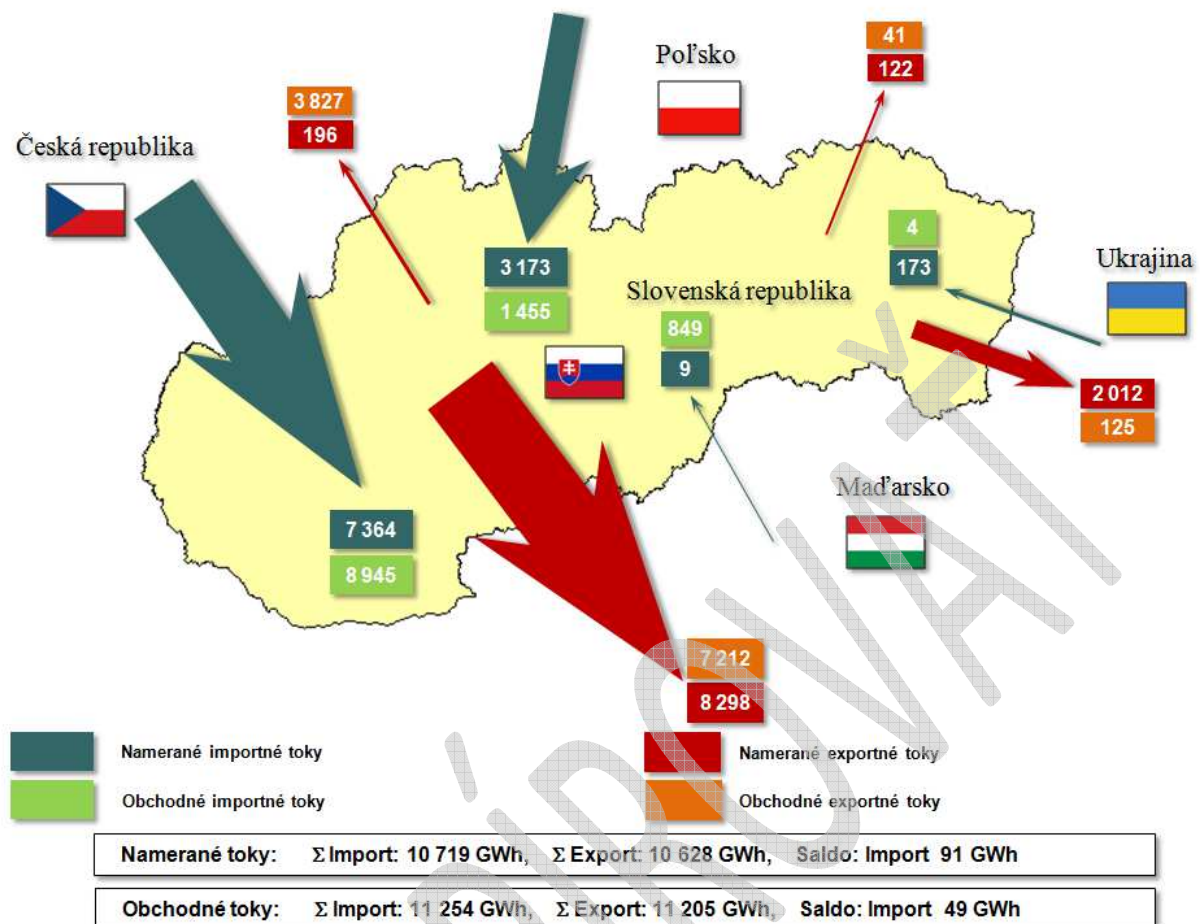 41
Poľsko
122
3 827
196
Česká republika
4
3 173
173
Ukrajina
Slovenská republika
1 455
849
9
2 012
125
Maďarsko
7 364
8 945
7 212
8 298
Namerané importné toky
Namerané exportné toky
Obchodné importné toky
Obchodné exportné toky
Namerané toky: Σ Import: 10 719 GWh, Σ Export: 10 628 GWh, Saldo: Import 91 GWh
Obchodné toky: Σ Import: 11 254 GWh, Σ Export: 11 205 GWh, Saldo: Import 49 GWh